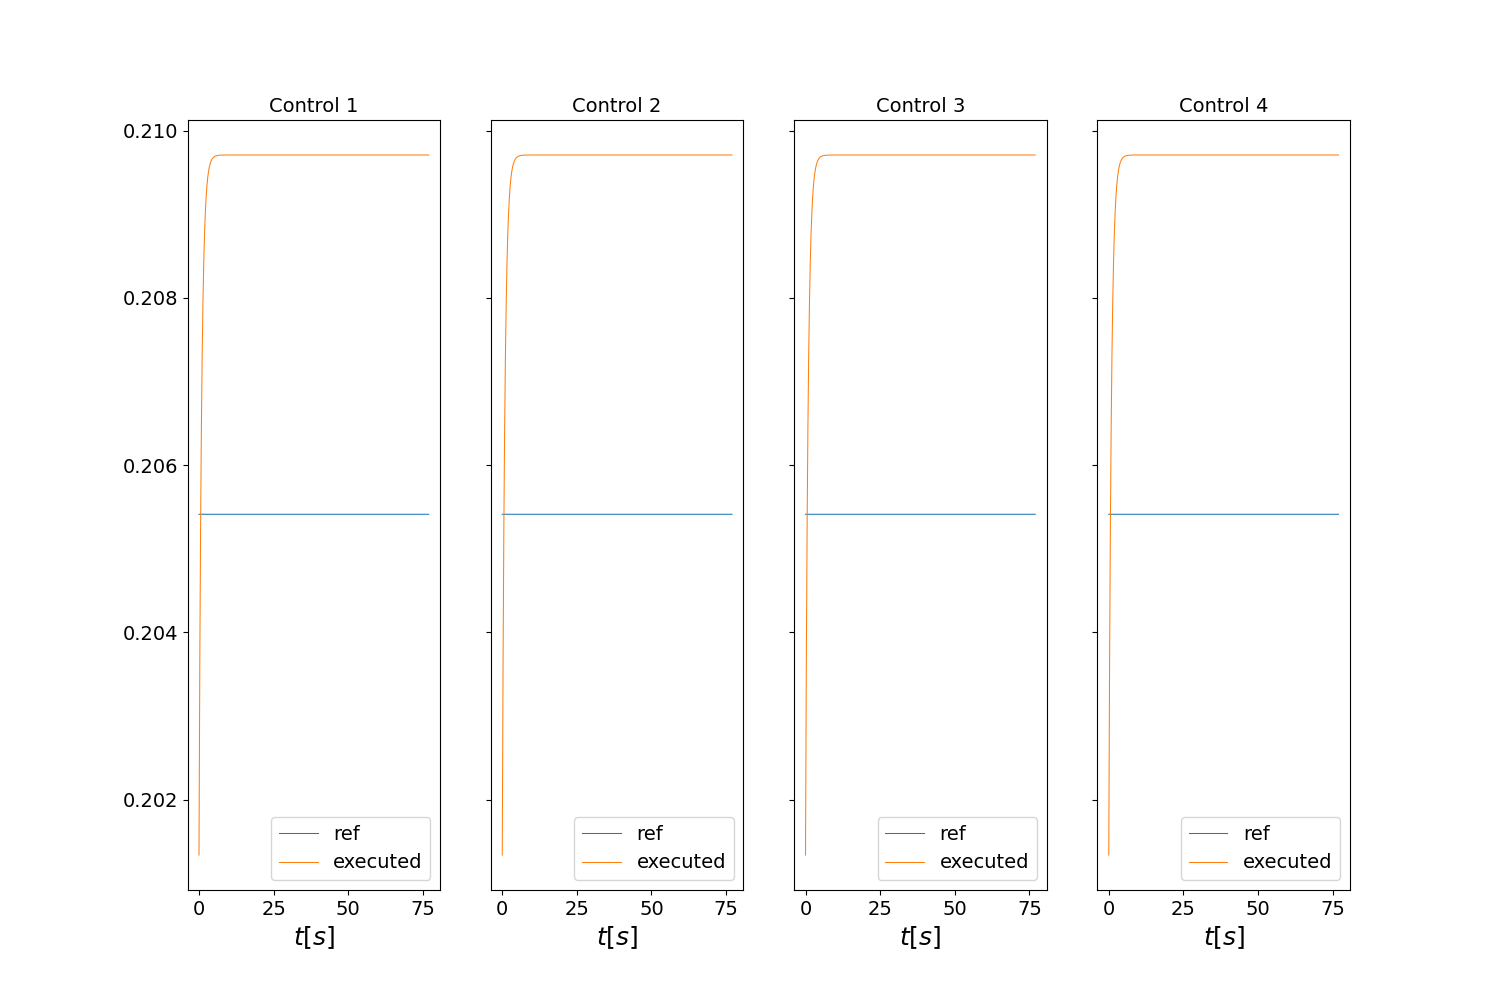 Control 1
Control 2
Control 3
Control 4
0.210
0.208
0.206
0.204
0.202
ref
executed
ref
executed
ref
executed
ref
executed
0 25 50 75
0 25 50 75
0 25 50 75
0 25 50 75
t[s]
t[s]
t[s]
t[s]